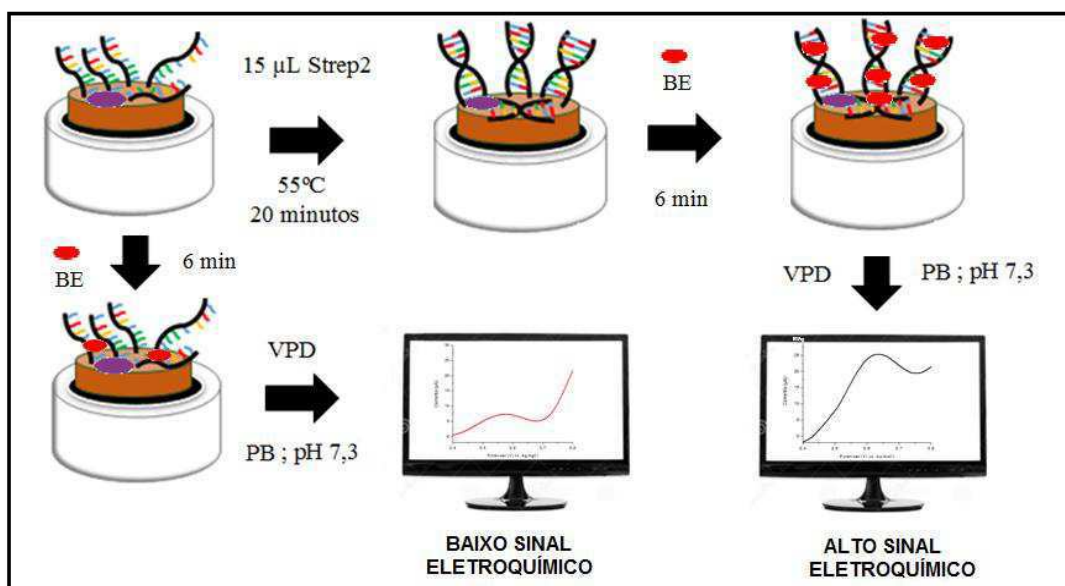 15 µL Strep2
55ºC
20 minutos
BE
6 min
BE
6 min
VPD
PB ; pH 7,3
VPD
PB ; pH 7,3
BAIXO SINAL
ELETROQUÍMICO
ALTO SINAL
ELETROQUÍMICO